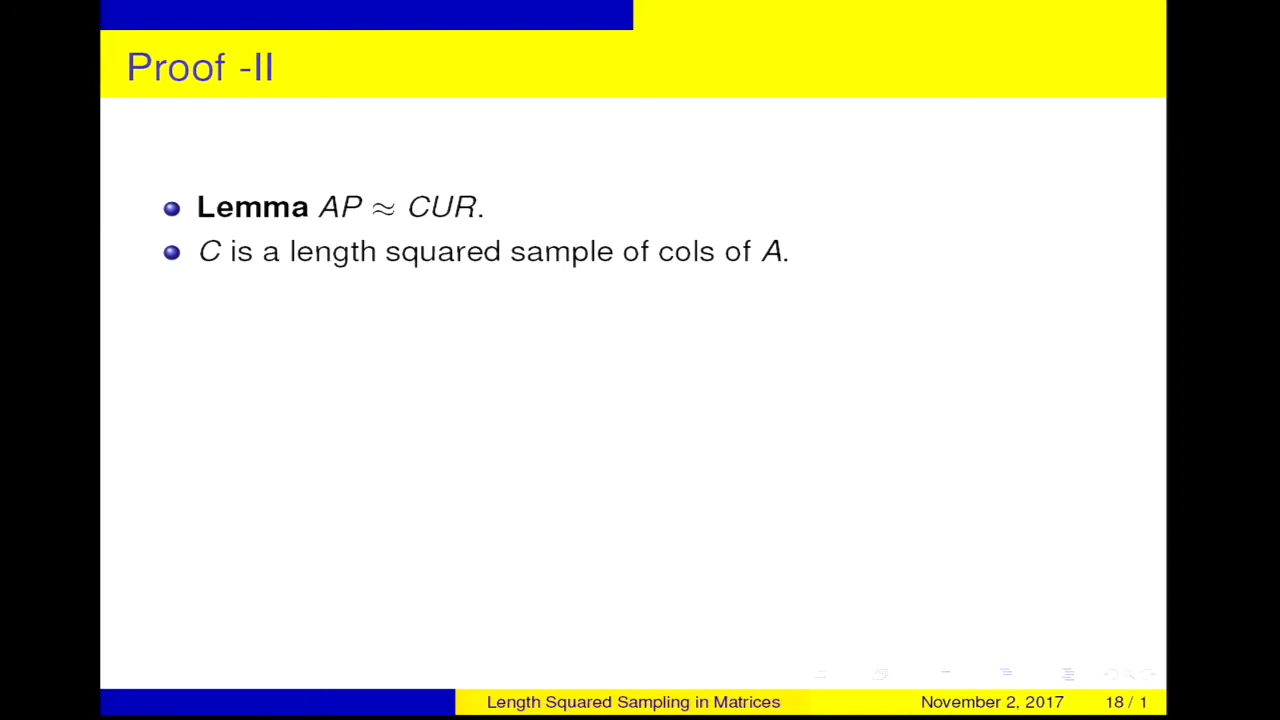 Proof -II
Lemma AP ≈ CUR.
C is a length squared sample of cols of A.
Length Squared Sampling in Matrices November 2, 2017 18 / 1